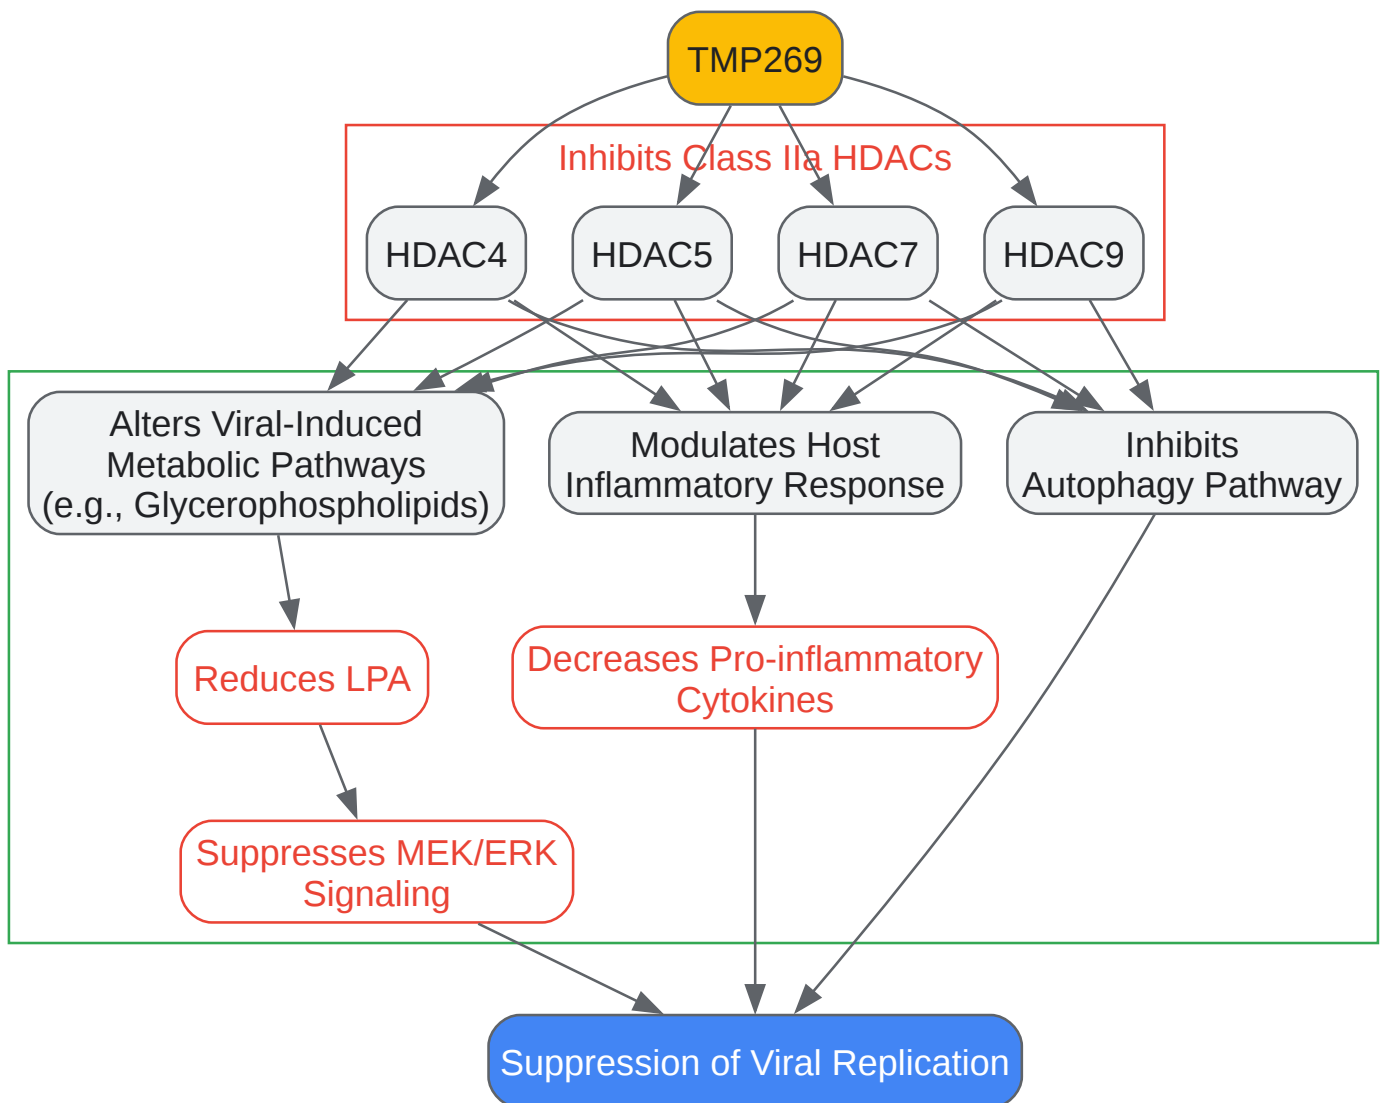 TMP269
Inhibits Class IIa HDACs
HDAC4
HDAC5
HDAC7
HDAC9
Alters Viral-Induced
Metabolic Pathways
(e.g., Glycerophospholipids)
Modulates Host
Inflammatory Response
Inhibits
Autophagy Pathway
Reduces LPA
Decreases Pro-inflammatory
Cytokines
Suppresses MEK/ERK
Signaling
Suppression of Viral Replication